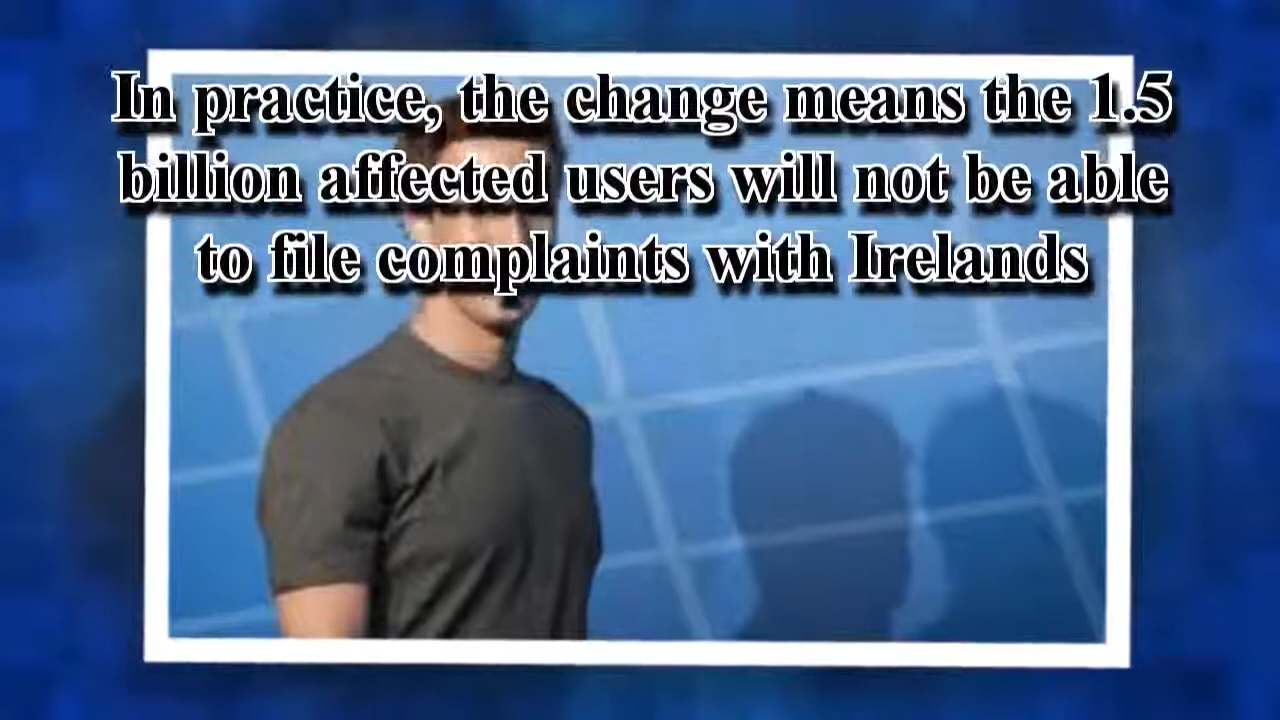 In practice, the change means the 1.5
billion affected users will not be able
to file complaints with Irelands